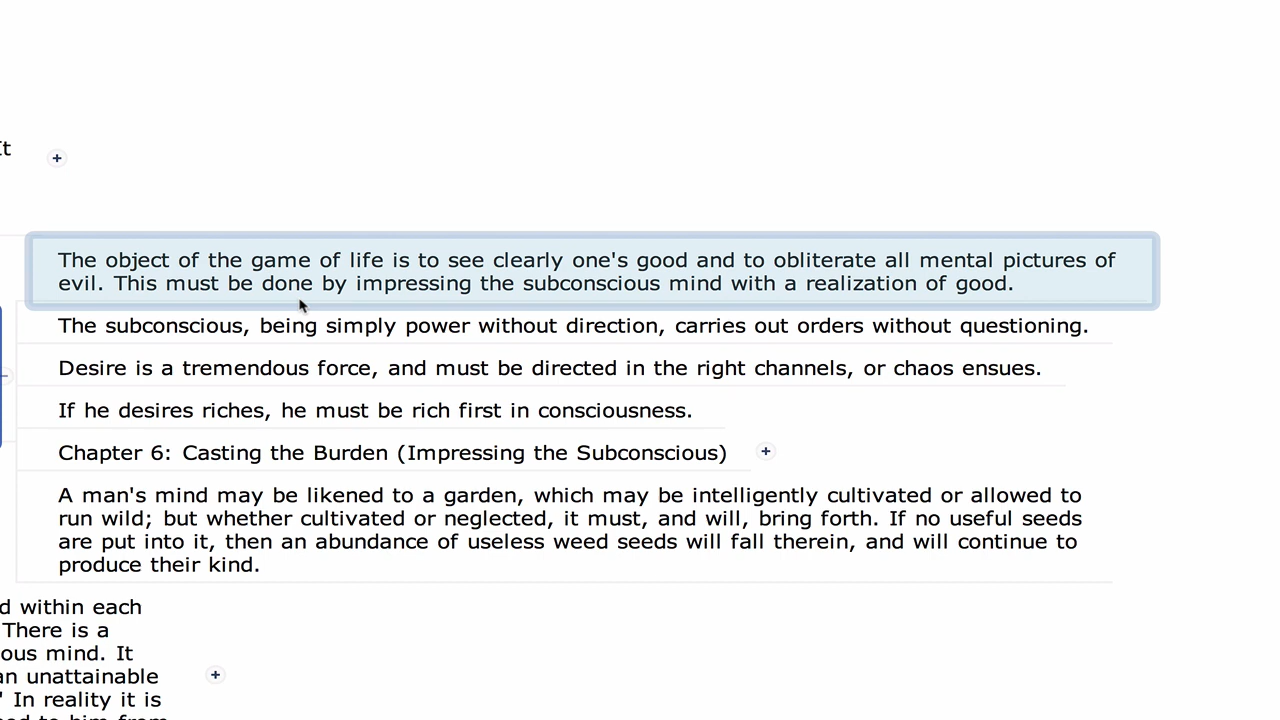 It
The object of the game of life is to see clearly one's good and to obliterate all mental pictures of
evil. This must be done by impressing the subconscious mind with a realization of good.
The subconscious, being simply power without direction, carries out orders without questioning.
Desire is a tremendous force, and must be directed in the right channels, or chaos ensues.
If he desires riches, he must be rich first in consciousness.
Chapter 6: Casting the Burden (Impressing the Subconscious)
A man's mind may be likened to a garden, which may be intelligently cultivated or allowed to
run wild; but whether cultivated or neglected, it must, and will, bring forth. If no useful seeds
are put into it, then an abundance of useless weed seeds will fall therein, and will continue to
produce their kind.
within each
There is a
mind. It
unattainable
" In reality it is
to him from